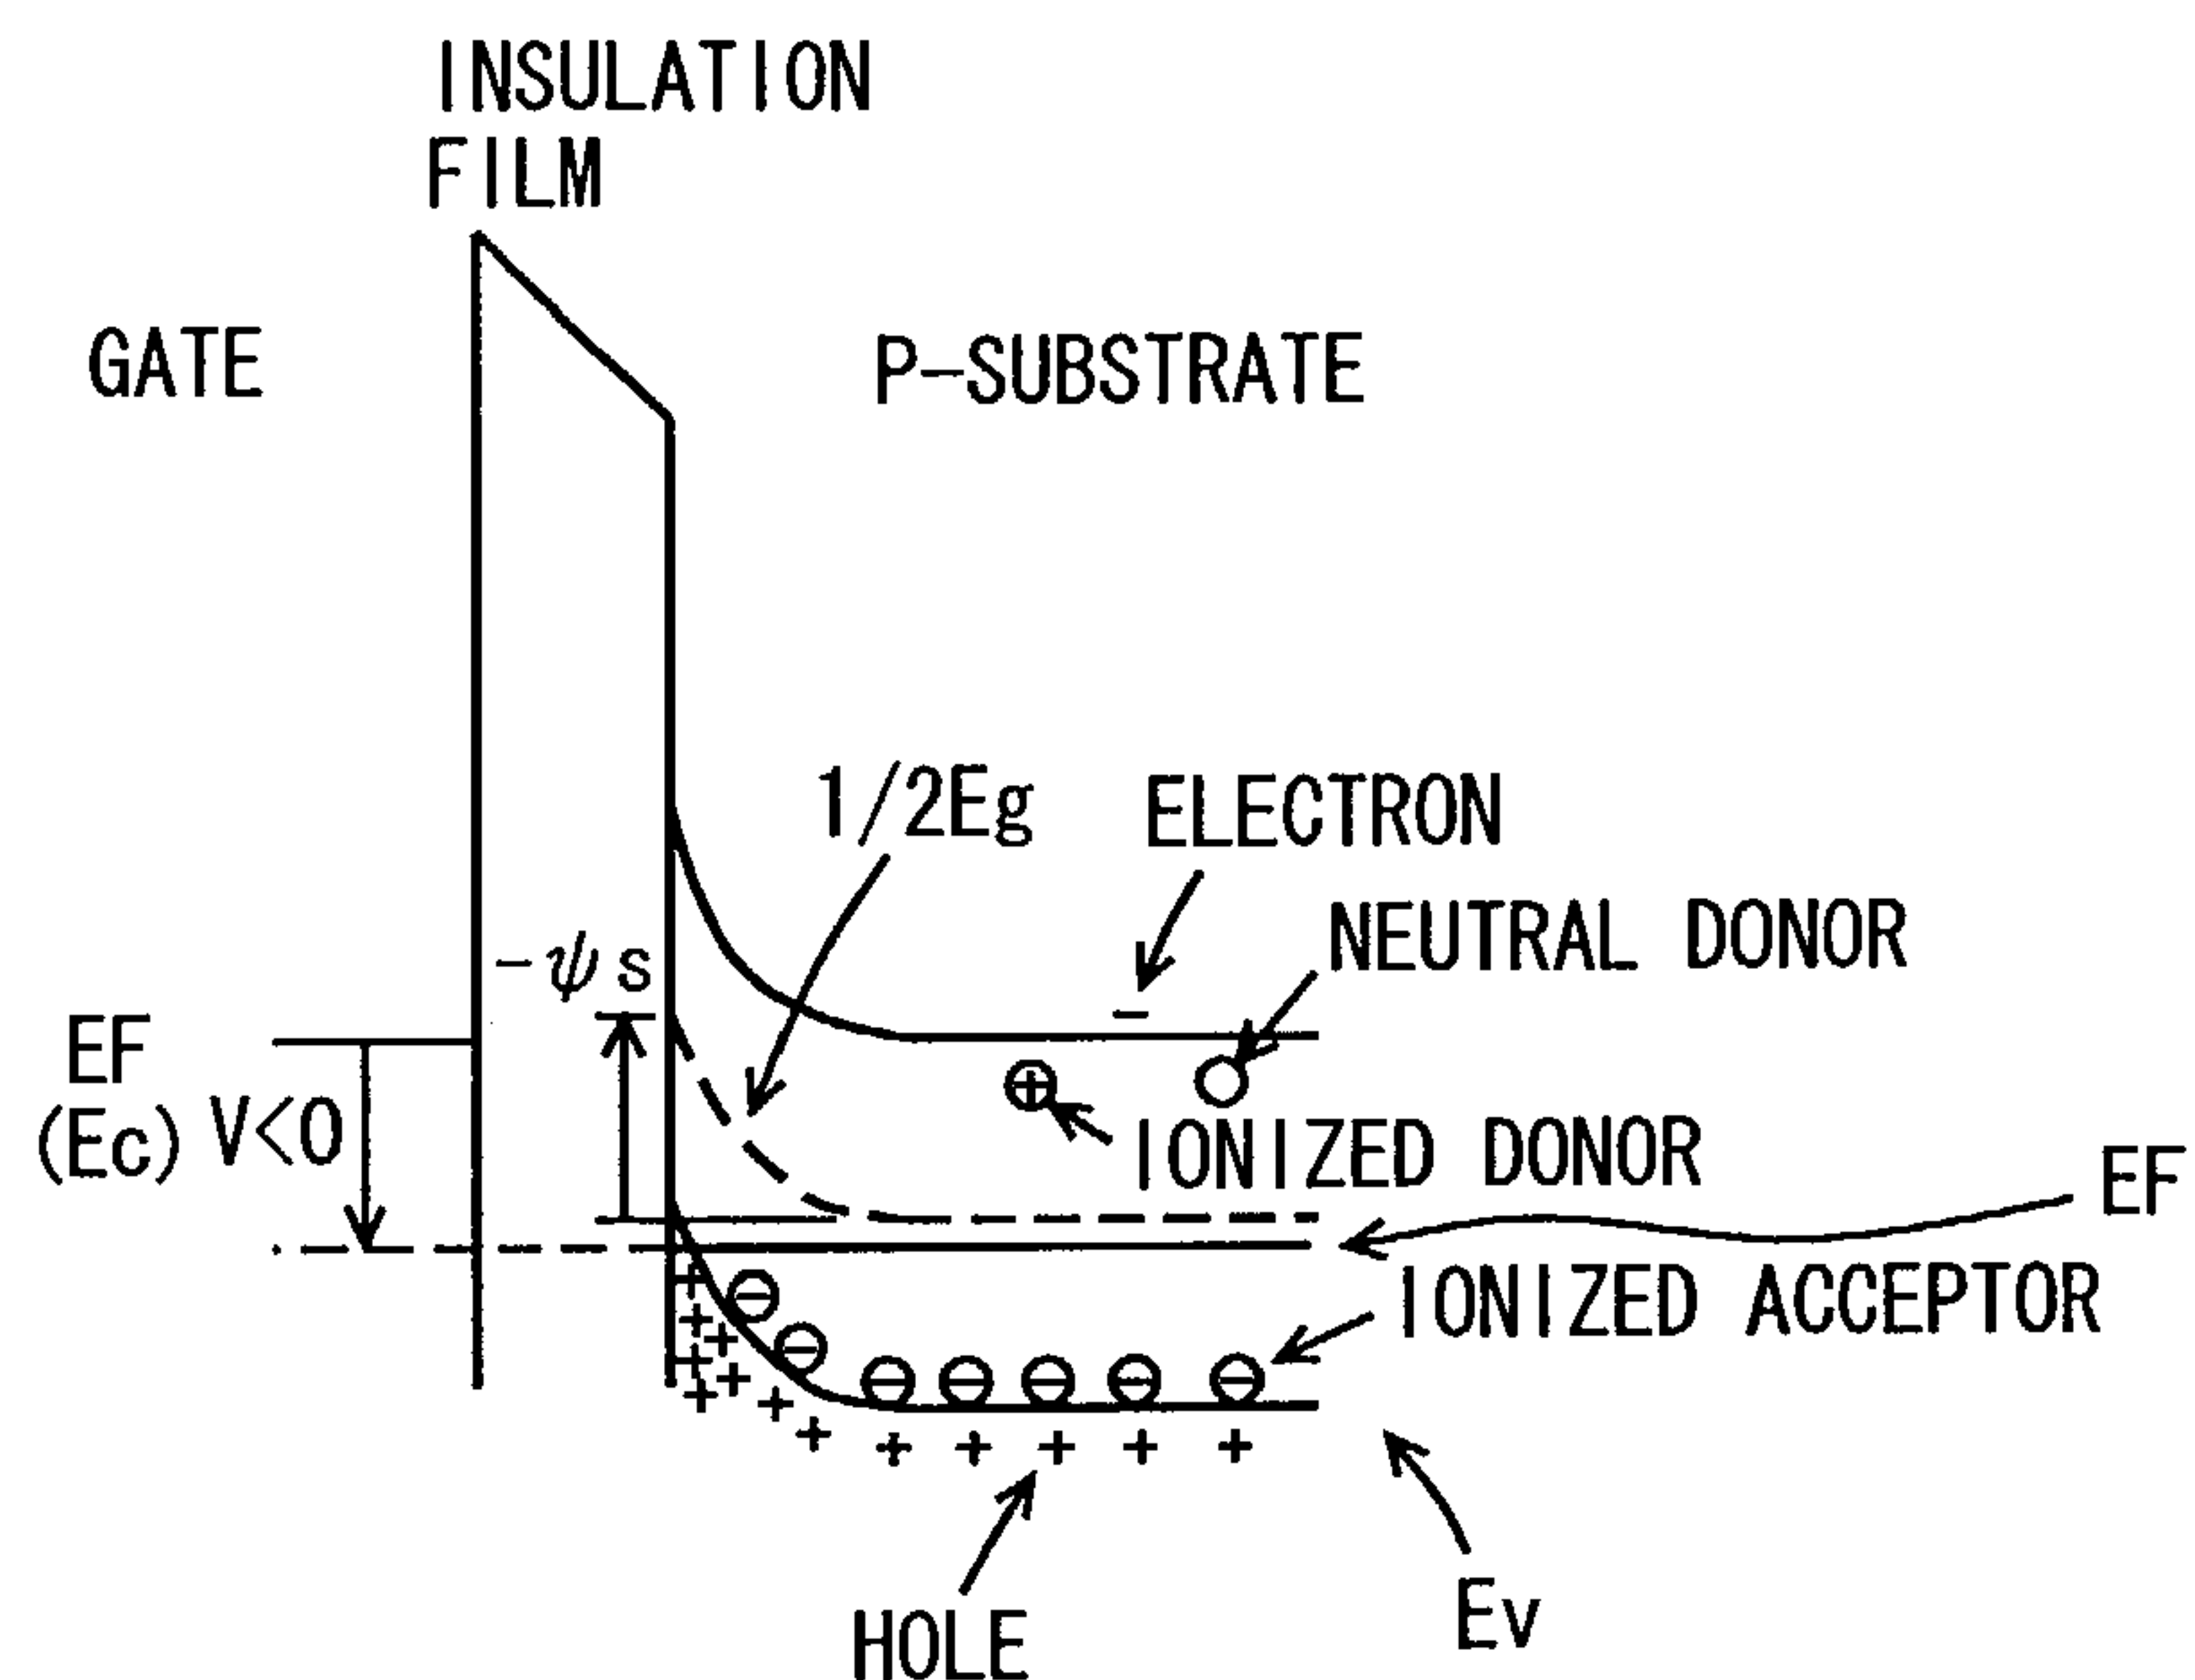 INSULATION
FILM
GATE
P-SUBSTRATE
1/2Eg
ELECTRON
NEUTRAL DONOR
-ψs
EF
(Ec)
V<0
IONIZED DONOR
EF
IONIZED ACCEPTOR
HOLE
Ev